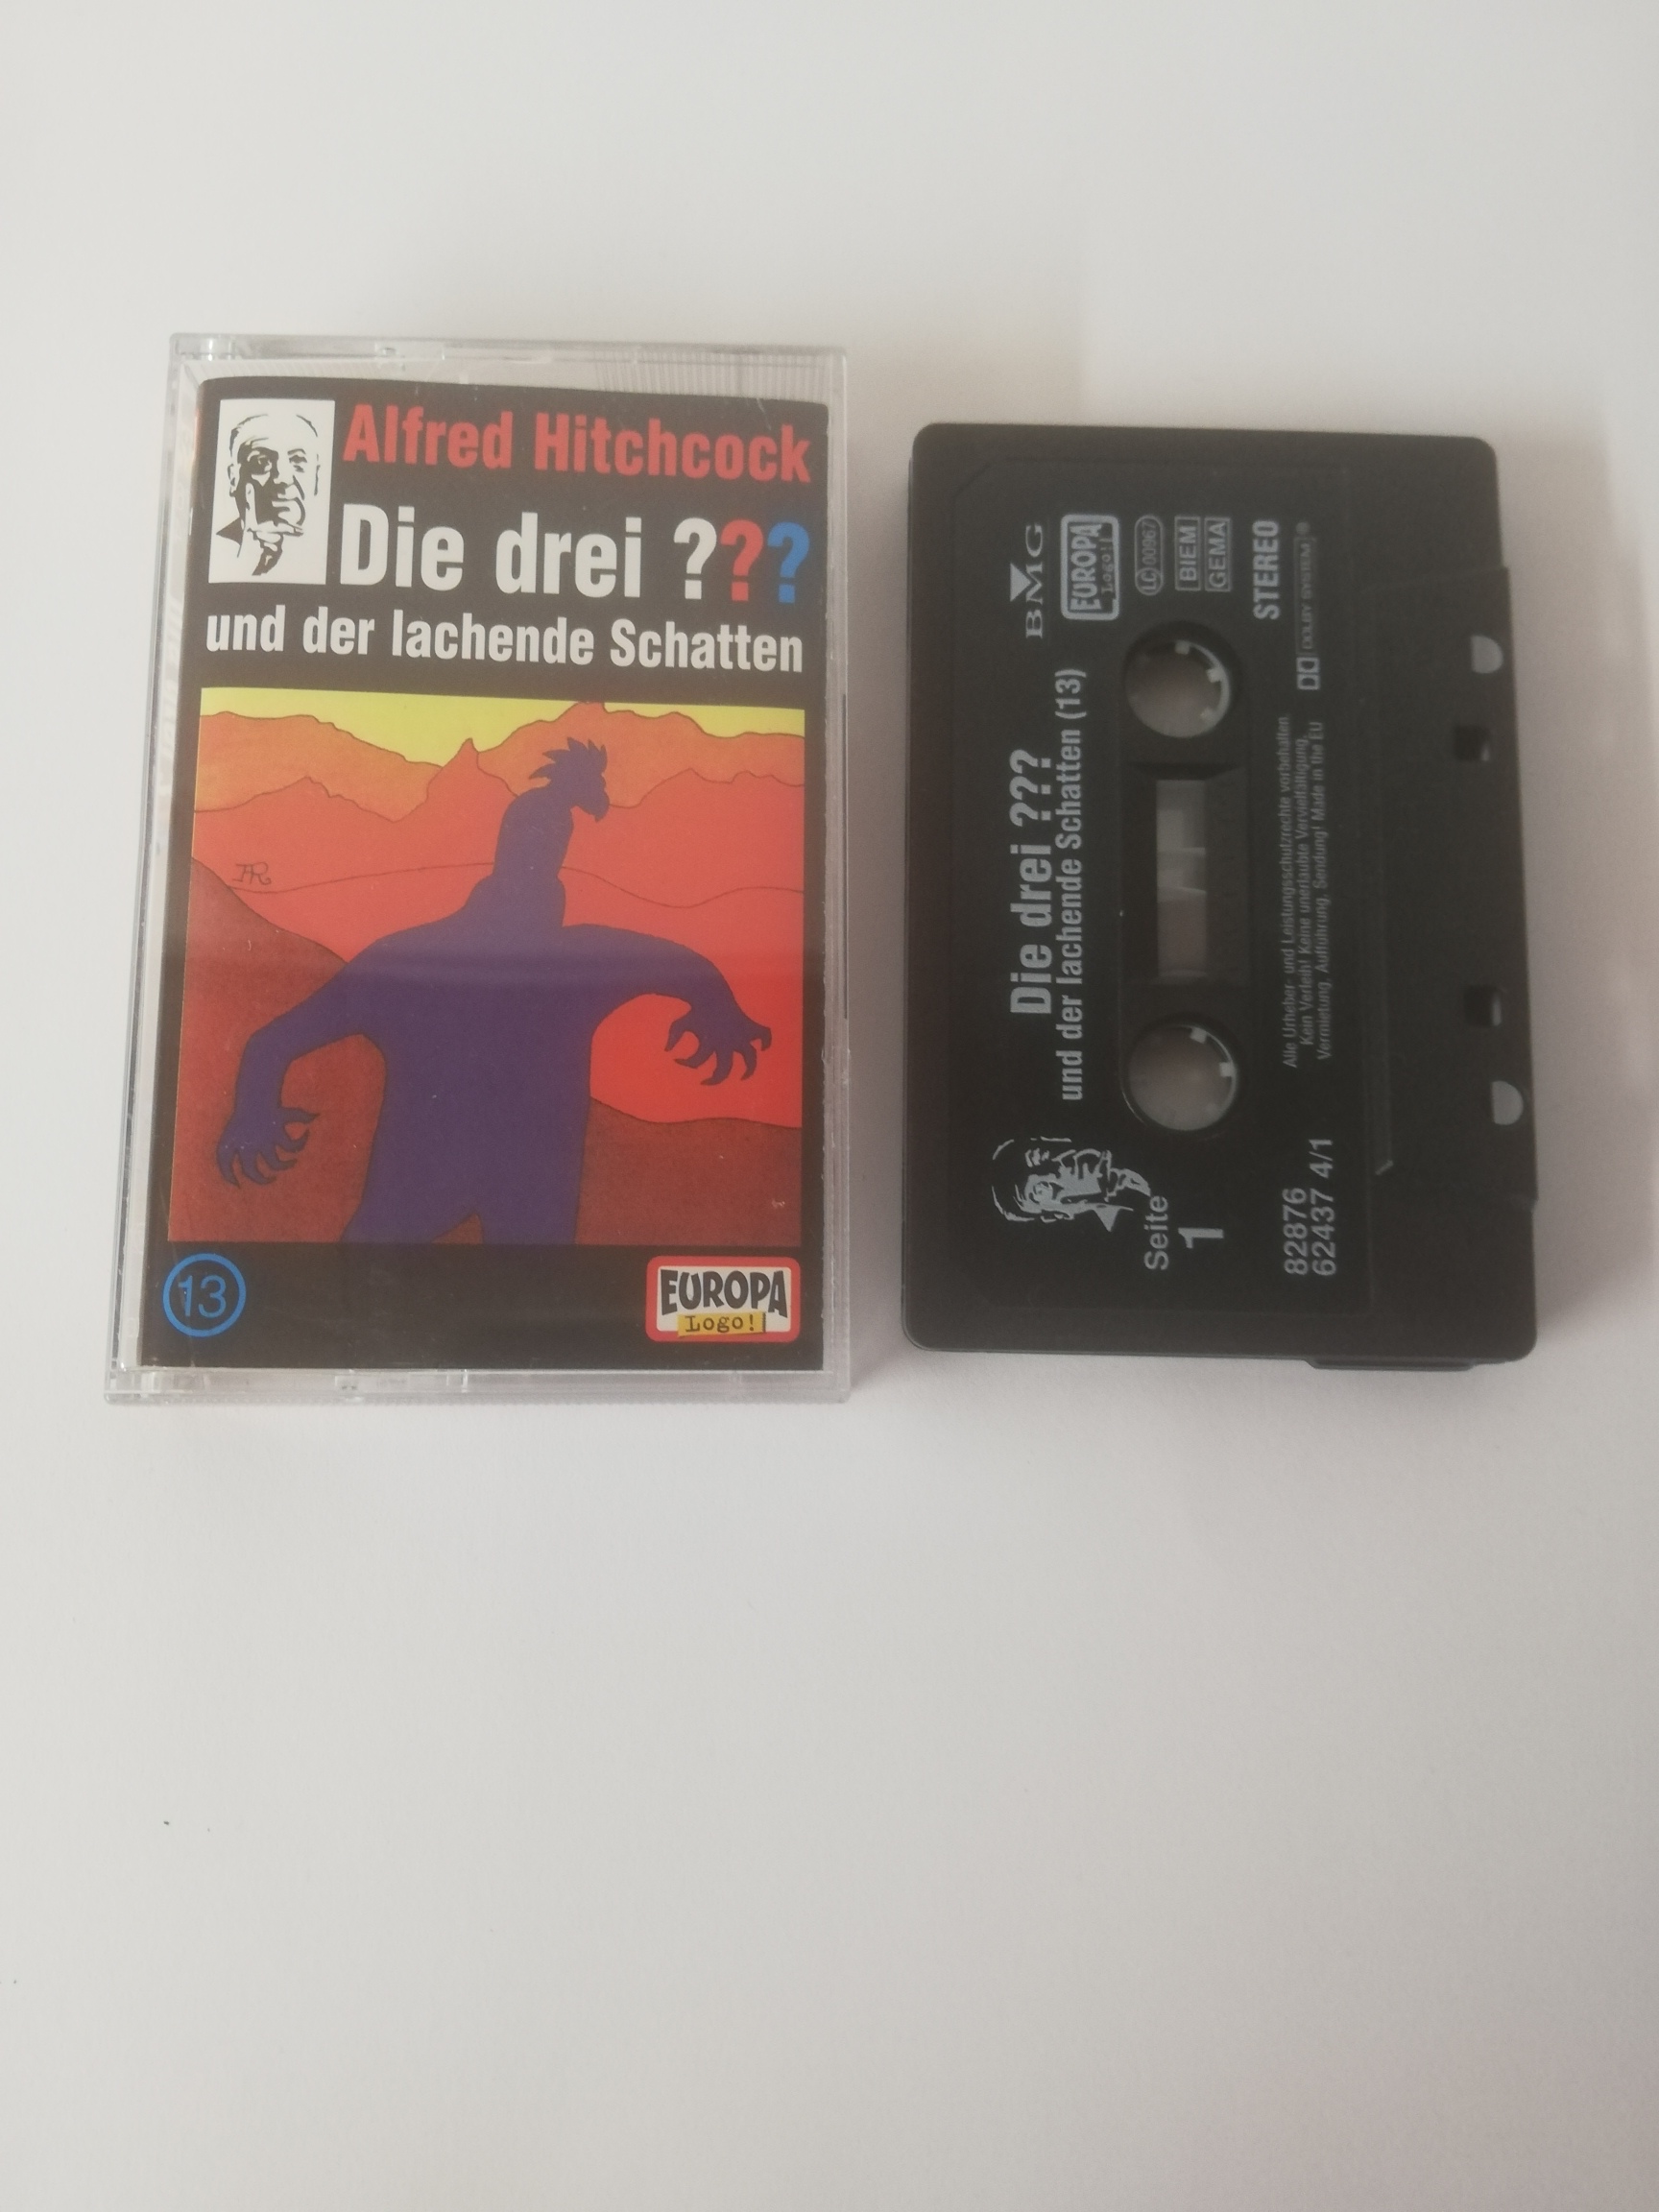 Alfred Hitchcock
Die drei ???
und der lachende Schatten
AR
13
EUROPA
Logo!
BMG
EUROPA
Logo!
LC 00967
BIEM
GEMA
STEREO
DOLBY SYSTEM®
Die drei ???
und der lachende Schatten (13)
Alle Urheber- und Leistungsschutzrechte vorbehalten.
Kein Verleih! Keine unerlaubte Vervielfältigung,
Vermietung, Aufführung, Sendung! Made in the EU
Seite
1
82876
62437 4/1